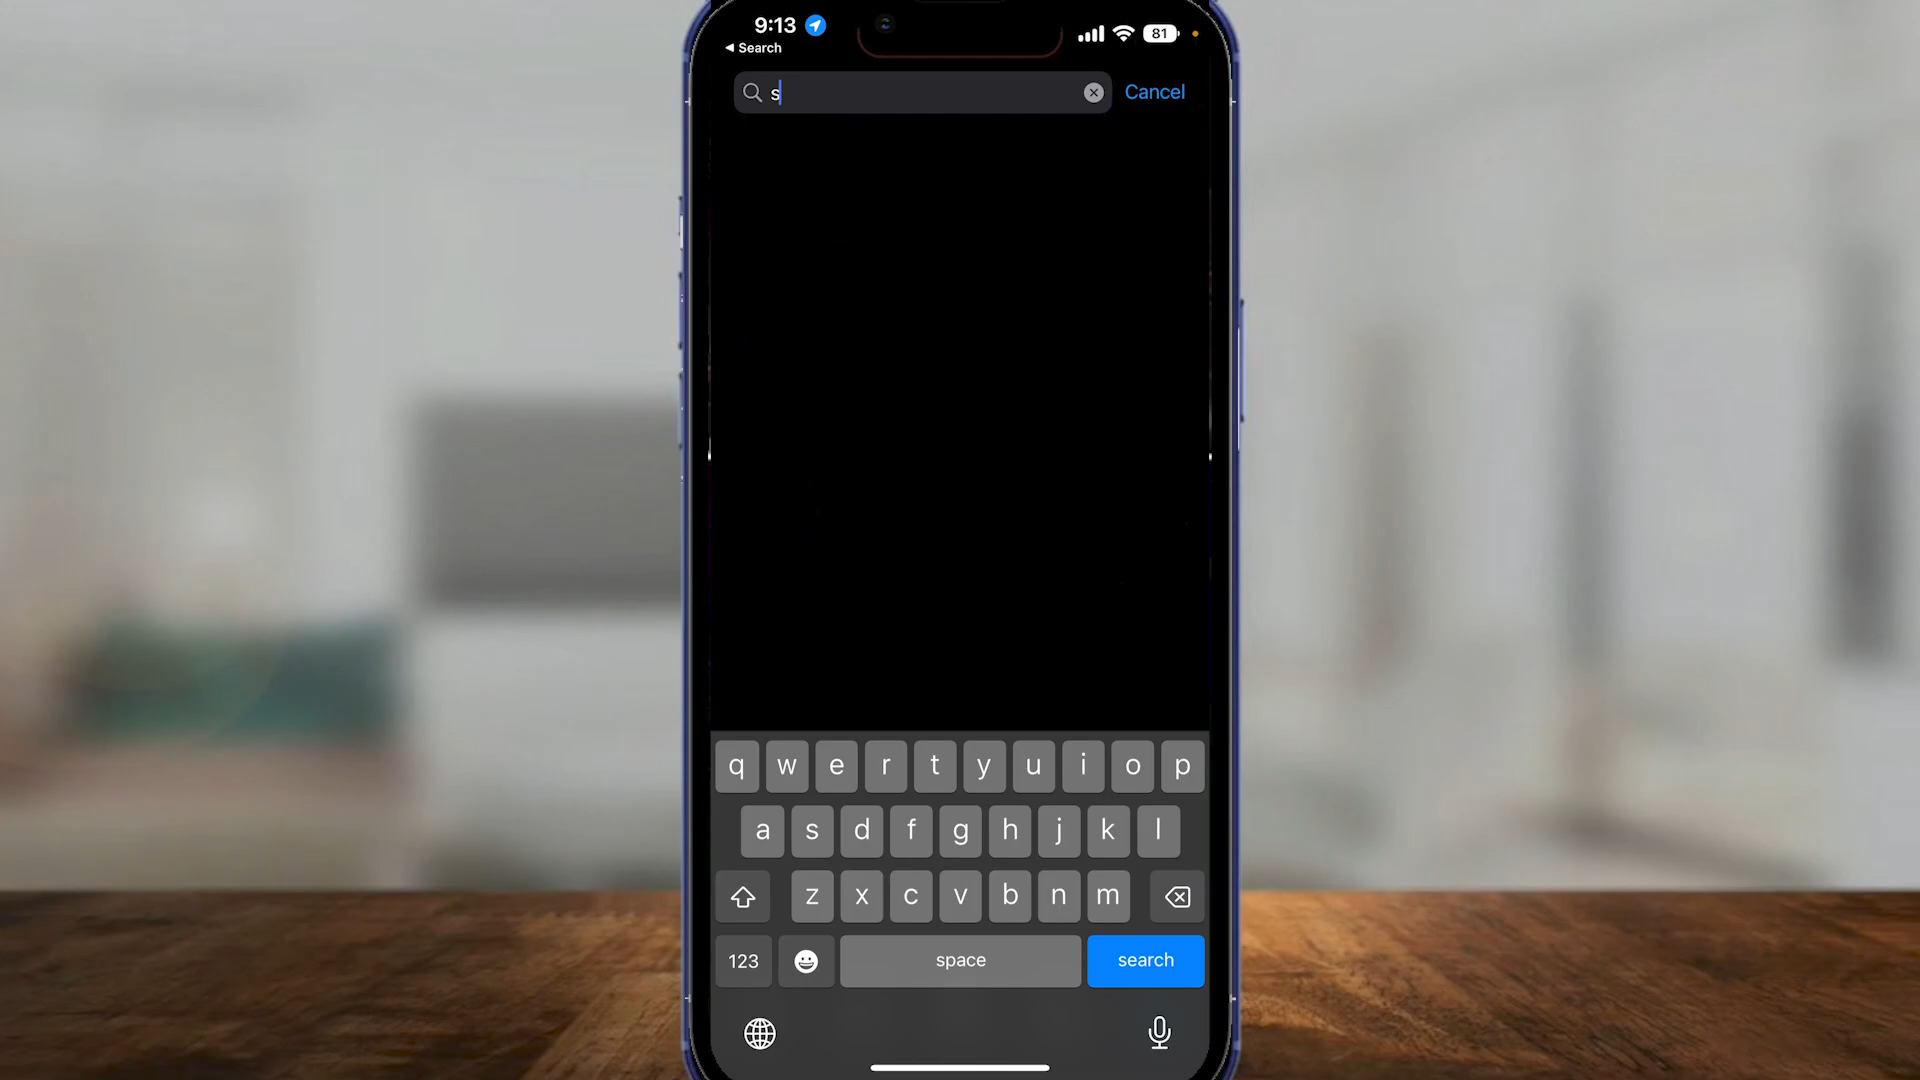 9:13
81
◀ Search
s
Cancel
q w e r t y u i o p
a s d f g h j k l
z x c v b n m
123
space
search